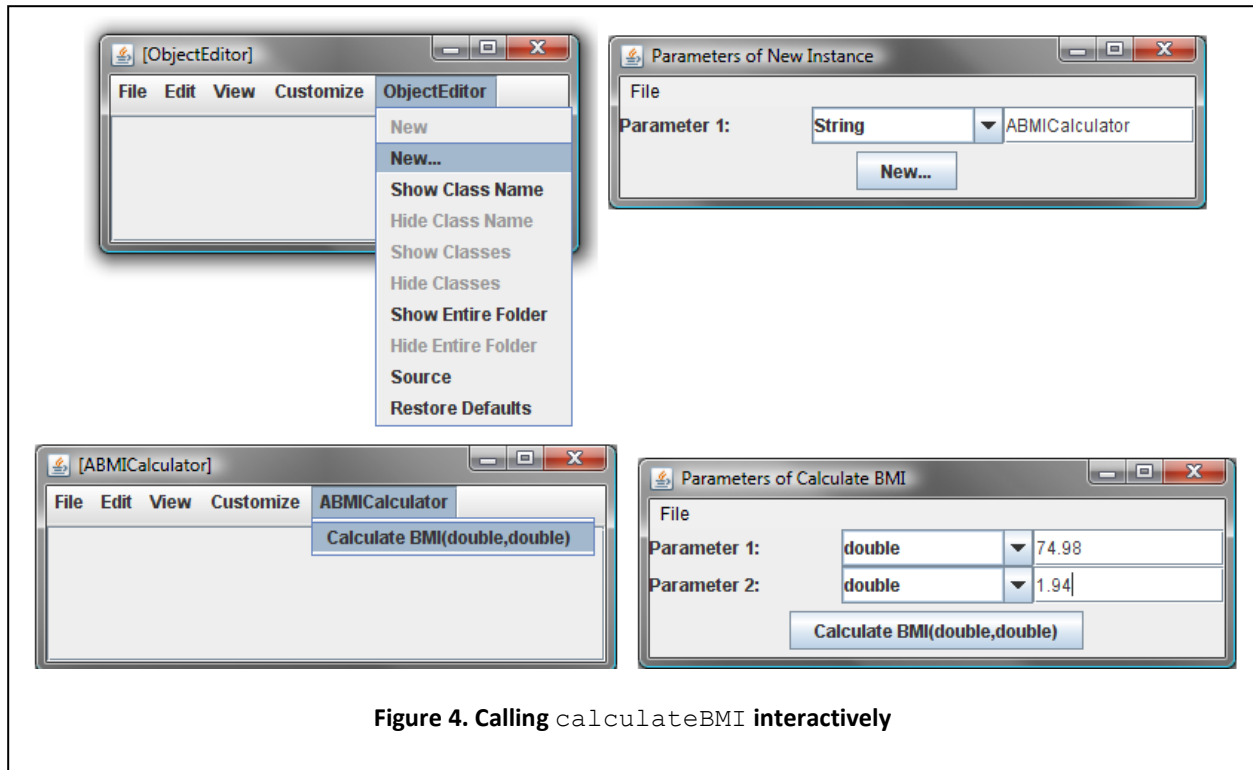 [ObjectEditor]
File Edit View Customize ObjectEditor
New
New...
Show Class Name
Hide Class Name
Show Classes
Hide Classes
Show Entire Folder
Hide Entire Folder
Source
Restore Defaults
Parameters of New Instance
File
Parameter 1: String ABMICalculator
New...
[ABMICalculator]
File Edit View Customize ABMICalculator
Calculate BMI(double,double)
Parameters of Calculate BMI
File
Parameter 1: double 74.98
Parameter 2: double 1.94
Calculate BMI(double,double)
Figure 4. Calling calculateBMI interactively